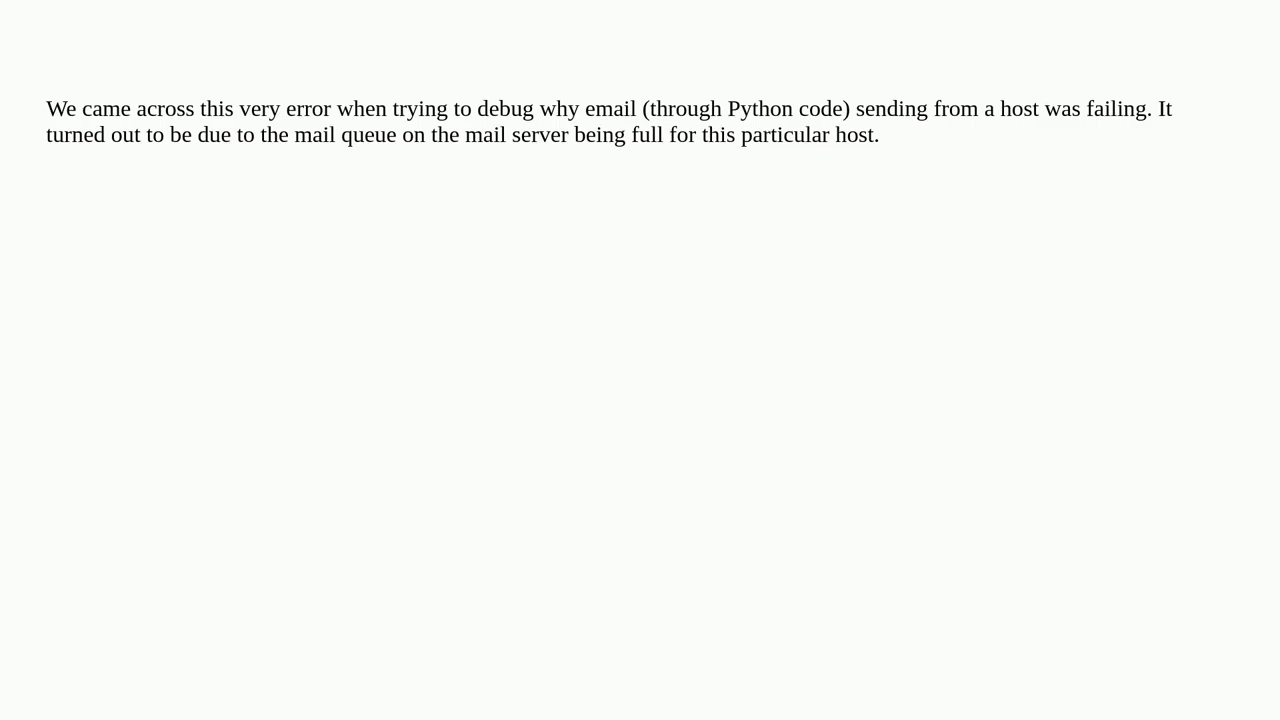 We came across this very error when trying to debug why email (through Python code) sending from a host was failing. It
turned out to be due to the mail queue on the mail server being full for this particular host.